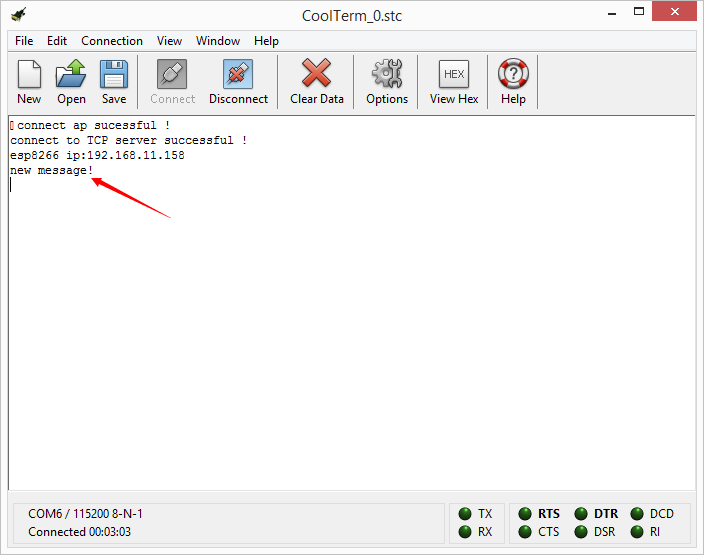 CoolTerm_0.stc
File Edit Connection View Window Help
HEX
New Open Save Connect Disconnect Clear Data Options View Hex Help
connect ap sucessful !
connect to TCP server successful !
esp8266 ip:192.168.11.158
new message!
COM6 / 115200 8-N-1
Connected 00:03:03
TX
RX
RTS DTR DCD
CTS DSR RI